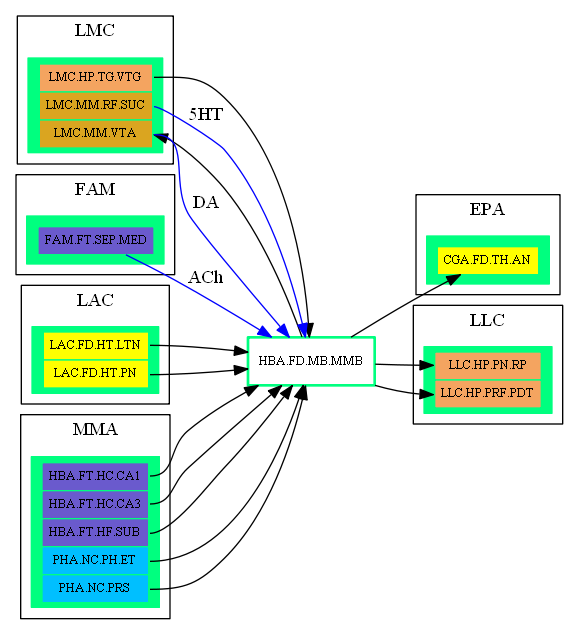 LMC
LMC.HP.TG.VTG
LMC.MM.RF.SUC
LMC.MM.VTA
5HT
FAM
DA
FAM.FT.SEP.MED
ACh
LAC
LAC.FD.HT.LTN
LAC.FD.HT.PN
MMA
HBA.FT.HC.CA1
HBA.FT.HC.CA3
HBA.FT.HF.SUB
PHA.NC.PH.ET
PHA.NC.PRS
HBA.FD.MB.MMB
EPA
CGA.FD.TH.AN
LLC
LLC.HP.PN.RP
LLC.HP.PRF.PDT